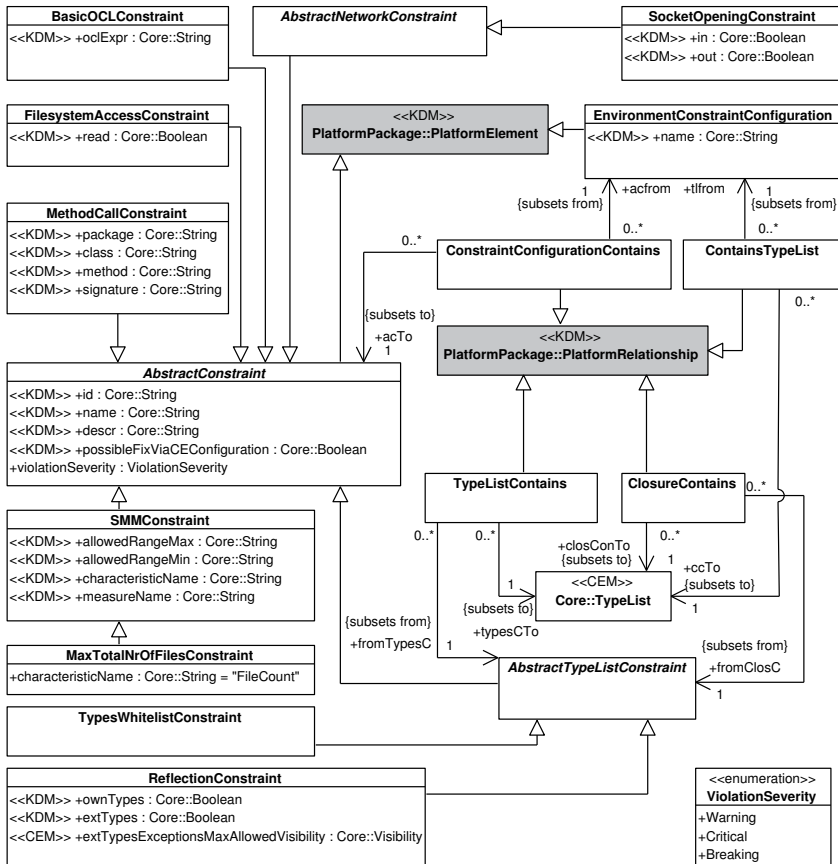 BasicOCLConstraint
<<KDM>> +oclExpr : Core::String
AbstractNetworkConstraint
SocketOpeningConstraint
<<KDM>> +in : Core::Boolean
<<KDM>> +out : Core::Boolean
FilesystemAccessConstraint
<<KDM>> +read : Core::Boolean
<<KDM>>
PlatformPackage::PlatformElement
EnvironmentConstraintConfiguration
<<KDM>> +name : Core::String
MethodCallConstraint
<<KDM>> +package : Core::String
<<KDM>> +class : Core::String
<<KDM>> +method : Core::String
<<KDM>> +signature : Core::String
1
+acfrom
+tlfrom
1
{subsets from}
{subsets from}
0..*
0..*
0..*
ConstraintConfigurationContains
ContainsTypeList
0..*
{subsets to}
+acTo
1
<<KDM>>
PlatformPackage::PlatformRelationship
AbstractConstraint
<<KDM>> +id : Core::String
<<KDM>> +name : Core::String
<<KDM>> +descr : Core::String
<<KDM>> +possibleFixViaCEConfiguration : Core::Boolean
+violationSeverity : ViolationSeverity
TypeListContains
ClosureContains
0..*
0..*
0..*
0..*
SMMConstraint
<<KDM>> +allowedRangeMax : Core::String
<<KDM>> +allowedRangeMin : Core::String
<<KDM>> +characteristicName : Core::String
<<KDM>> +measureName : Core::String
+closConTo
{subsets to}
1
+ccTo
{subsets to}
1
<<CEM>>
Core::TypeList
1
{subsets to}
+typesCTo
{subsets from}
+fromTypesC
1
{subsets from}
+fromClosC
1
MaxTotalNrOfFilesConstraint
+characteristicName : Core::String = "FileCount"
AbstractTypeListConstraint
TypesWhitelistConstraint
ReflectionConstraint
<<KDM>> +ownTypes : Core::Boolean
<<KDM>> +extTypes : Core::Boolean
<<CEM>> +extTypesExceptionsMaxAllowedVisibility : Core::Visibility
<<enumeration>>
ViolationSeverity
+Warning
+Critical
+Breaking